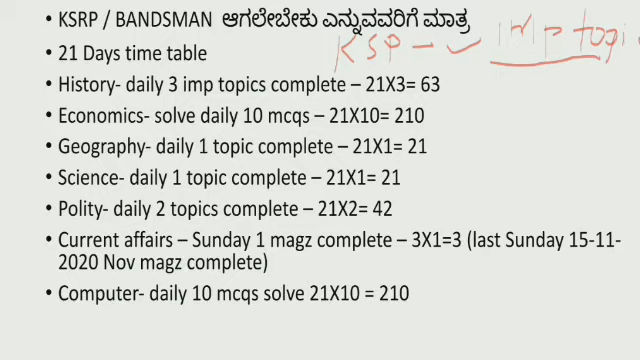 • KSRP / BANDSMAN ಆಗಲೇಬೇಕು ಎನ್ನುವವರಿಗೆ ಮಾತ್ರ
KSP – ✓ IMP topi
• 21 Days time table
• History- daily 3 imp topics complete – 21X3= 63
• Economics- solve daily 10 mcqs – 21X10= 210
• Geography- daily 1 topic complete – 21X1= 21
• Science- daily 1 topic complete – 21X1= 21
• Polity- daily 2 topics complete – 21X2= 42
• Current affairs – Sunday 1 magz complete – 3X1=3 (last Sunday 15-11-
2020 Nov magz complete)
• Computer- daily 10 mcqs solve 21X10 = 210